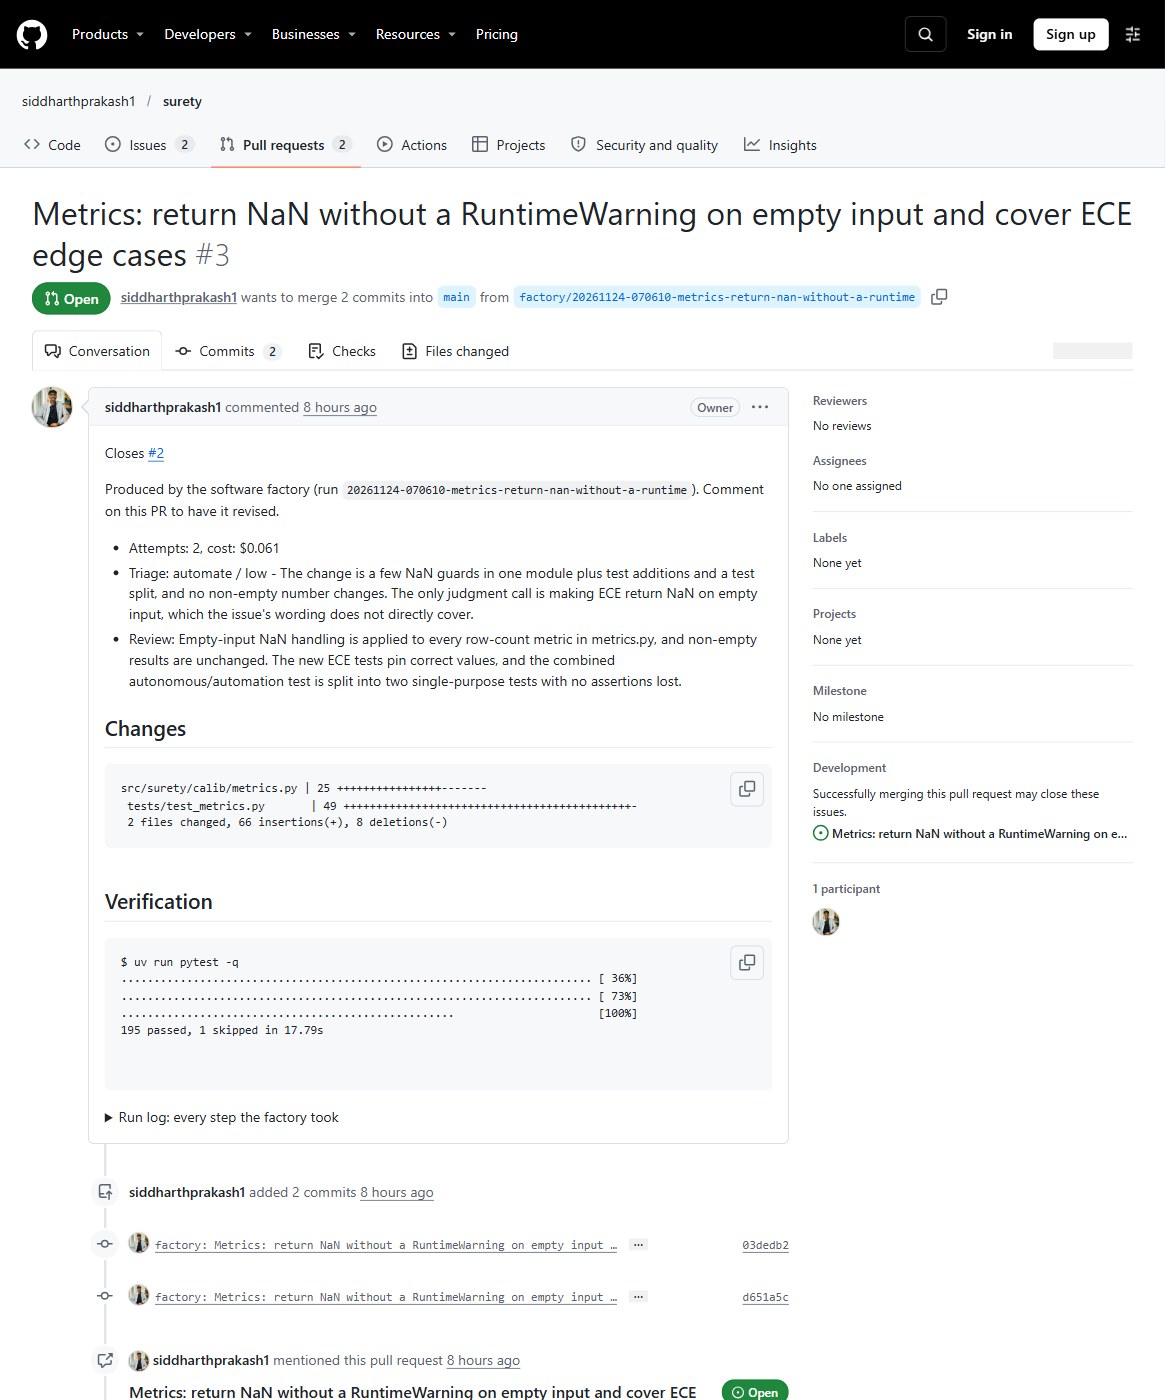 Products
Developers
Businesses
Resources
Pricing
Sign in
Sign up
siddharthprakash1 / surety
Code
Issues 2
Pull requests 2
Actions
Projects
Security and quality
Insights
Metrics: return NaN without a RuntimeWarning on empty input and cover ECE
edge cases #3
Open
siddharthprakash1 wants to merge 2 commits into main from factory/20261124-070610-metrics-return-nan-without-a-runtime
Conversation
Commits 2
Checks
Files changed
siddharthprakash1 commented 8 hours ago
Owner
Closes #2
Produced by the software factory (run 20261124-070610-metrics-return-nan-without-a-runtime ). Comment
on this PR to have it revised.
• Attempts: 2, cost: $0.061
• Triage: automate / low - The change is a few NaN guards in one module plus test additions and a test
split, and no non-empty number changes. The only judgment call is making ECE return NaN on empty
input, which the issue's wording does not directly cover.
• Review: Empty-input NaN handling is applied to every row-count metric in metrics.py, and non-empty
results are unchanged. The new ECE tests pin correct values, and the combined
autonomous/automation test is split into two single-purpose tests with no assertions lost.
Changes
src/surety/calib/metrics.py | 25 +++++++++++++++++-------
tests/test_metrics.py | 49 ++++++++++++++++++++++++++++++++++++++++++++-
2 files changed, 66 insertions(+), 8 deletions(-)
Verification
$ uv run pytest -q
........................................................................ [ 36%]
........................................................................ [ 73%]
................................................... [100%]
195 passed, 1 skipped in 17.79s
Run log: every step the factory took
siddharthprakash1 added 2 commits 8 hours ago
factory: Metrics: return NaN without a RuntimeWarning on empty input … 03dedb2
factory: Metrics: return NaN without a RuntimeWarning on empty input … d651a5c
siddharthprakash1 mentioned this pull request 8 hours ago
Metrics: return NaN without a RuntimeWarning on empty input and cover ECE
Open
Reviewers
No reviews
Assignees
No one assigned
Labels
None yet
Projects
None yet
Milestone
No milestone
Development
Successfully merging this pull request may close these
issues.
Metrics: return NaN without a RuntimeWarning on e...
1 participant